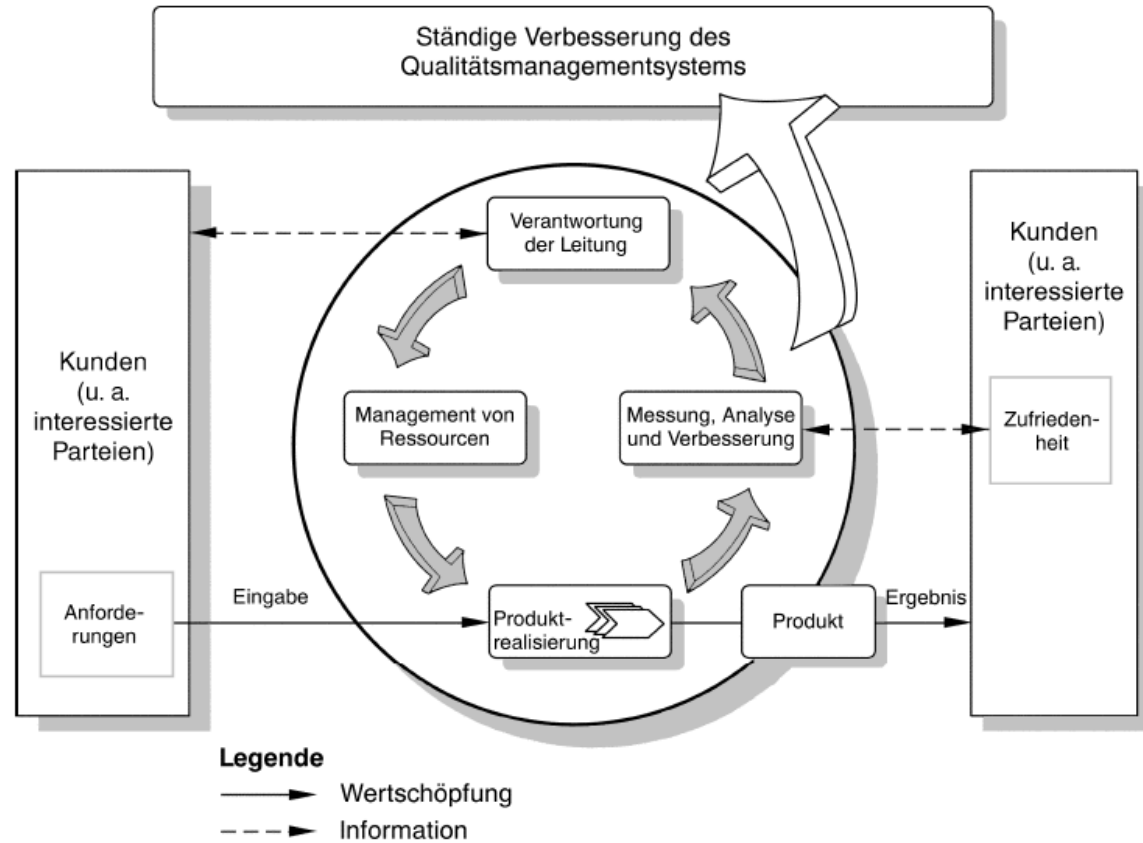 Ständige Verbesserung des
Qualitätsmanagementsystems
Kunden
(u. a.
interessierte
Parteien)
Anforde-
rungen
Eingabe
Verantwortung
der Leitung
Management von
Ressourcen
Messung, Analyse
und Verbesserung
Produkt-
realisierung
Produkt
Ergebnis
Kunden
(u. a.
interessierte
Parteien)
Zufrieden-
heit
Legende
Wertschöpfung
Information